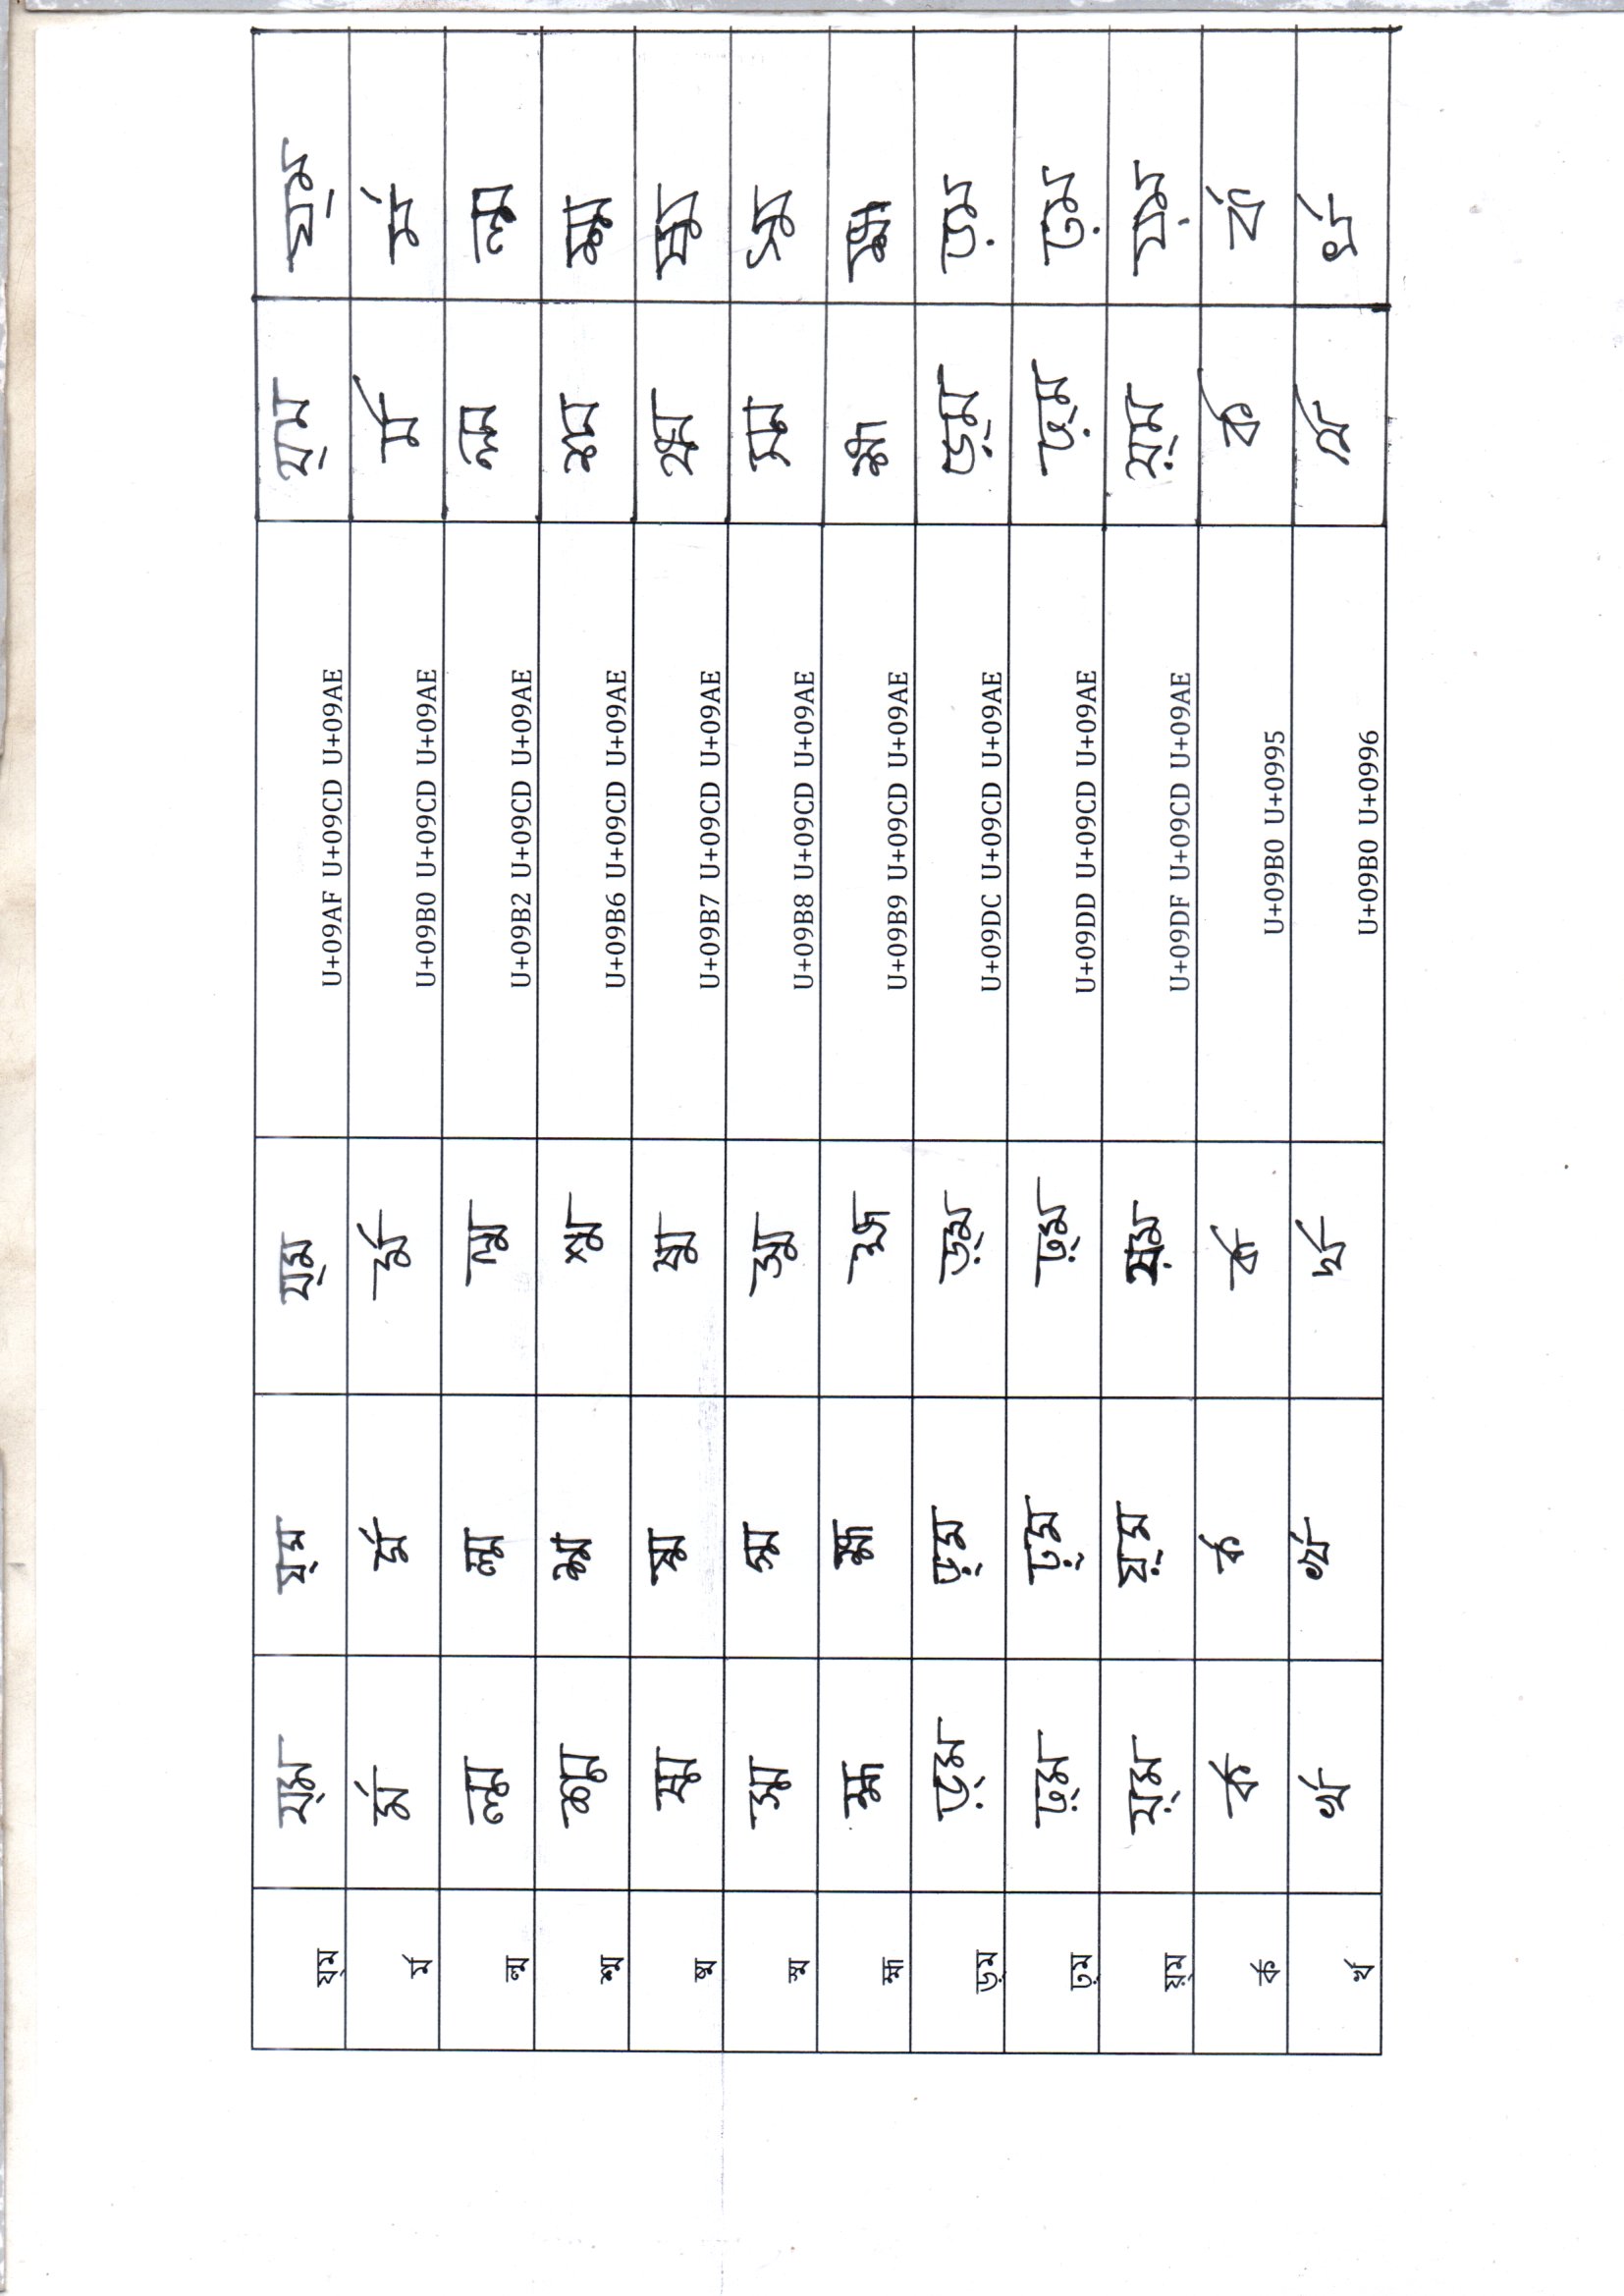 য্ম য্ম য্ম য্ম U+09AF U+09CD U+09AE য্ম য্ম
র্ম র্ম র্ম র্ম U+09B0 U+09CD U+09AE র্ম র্ম
ল্ম ল্ম ল্ম ল্ম U+09B2 U+09CD U+09AE ল্ম ল্ম
শ্ম শ্ম শ্ম শ্ম U+09B6 U+09CD U+09AE শ্ম শ্ম
ষ্ম ষ্ম ষ্ম ষ্ম U+09B7 U+09CD U+09AE ষ্ম ষ্ম
স্ম স্ম স্ম স্ম U+09B8 U+09CD U+09AE স্ম স্ম
হ্ম হ্ম হ্ম হ্ম U+09B9 U+09CD U+09AE হ্ম হ্ম
ড়্ম ড়্ম ড়্ম ড়্ম U+09DC U+09CD U+09AE ড়্ম ড়ম
ঢ়্ম ঢ়্ম ঢ়্ম ঢ়্ম U+09DD U+09CD U+09AE ঢ়্ম ঢ়ম
য়্ম য়্ম য়্ম য়ম U+09DF U+09CD U+09AE য়্ম য়ম
র্ক র্ক র্ক র্ক U+09B0 U+0995 র্ক র্ক
র্খ র্খ র্খ র্খ U+09B0 U+0996 র্খ র্খ